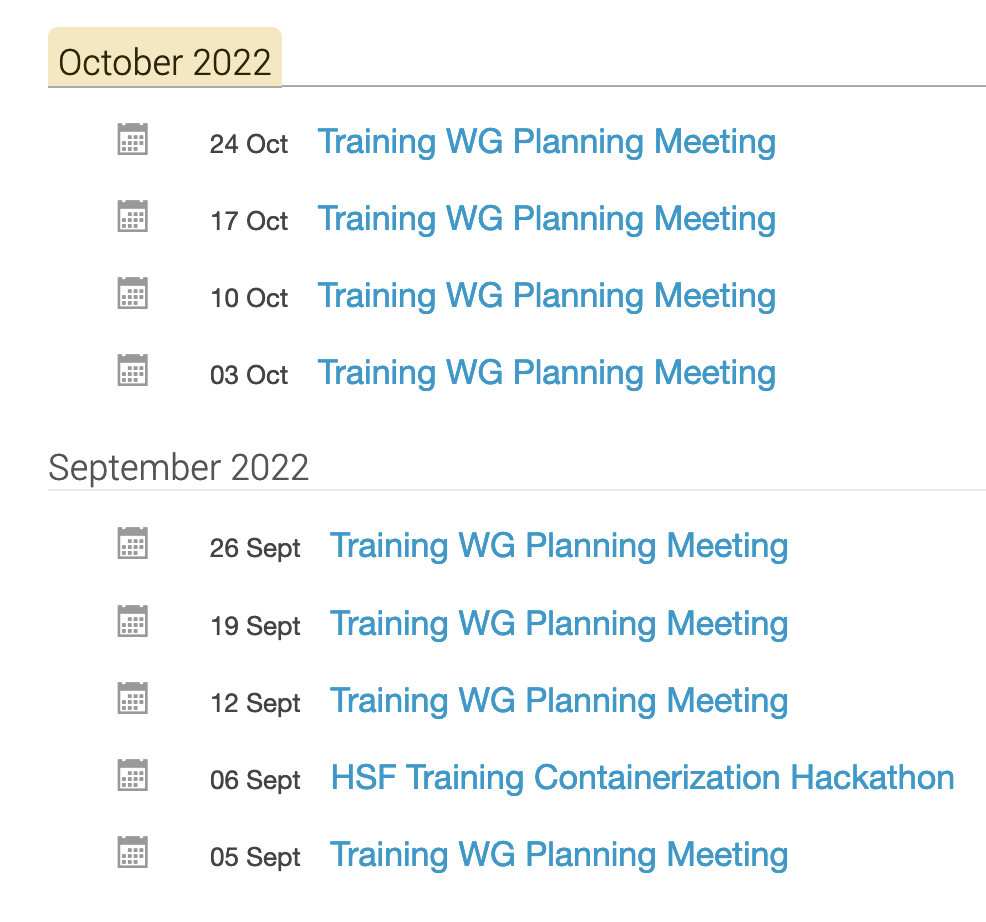 October 2022
24 Oct Training WG Planning Meeting
17 Oct Training WG Planning Meeting
10 Oct Training WG Planning Meeting
03 Oct Training WG Planning Meeting
September 2022
26 Sept Training WG Planning Meeting
19 Sept Training WG Planning Meeting
12 Sept Training WG Planning Meeting
06 Sept HSF Training Containerization Hackathon
05 Sept Training WG Planning Meeting